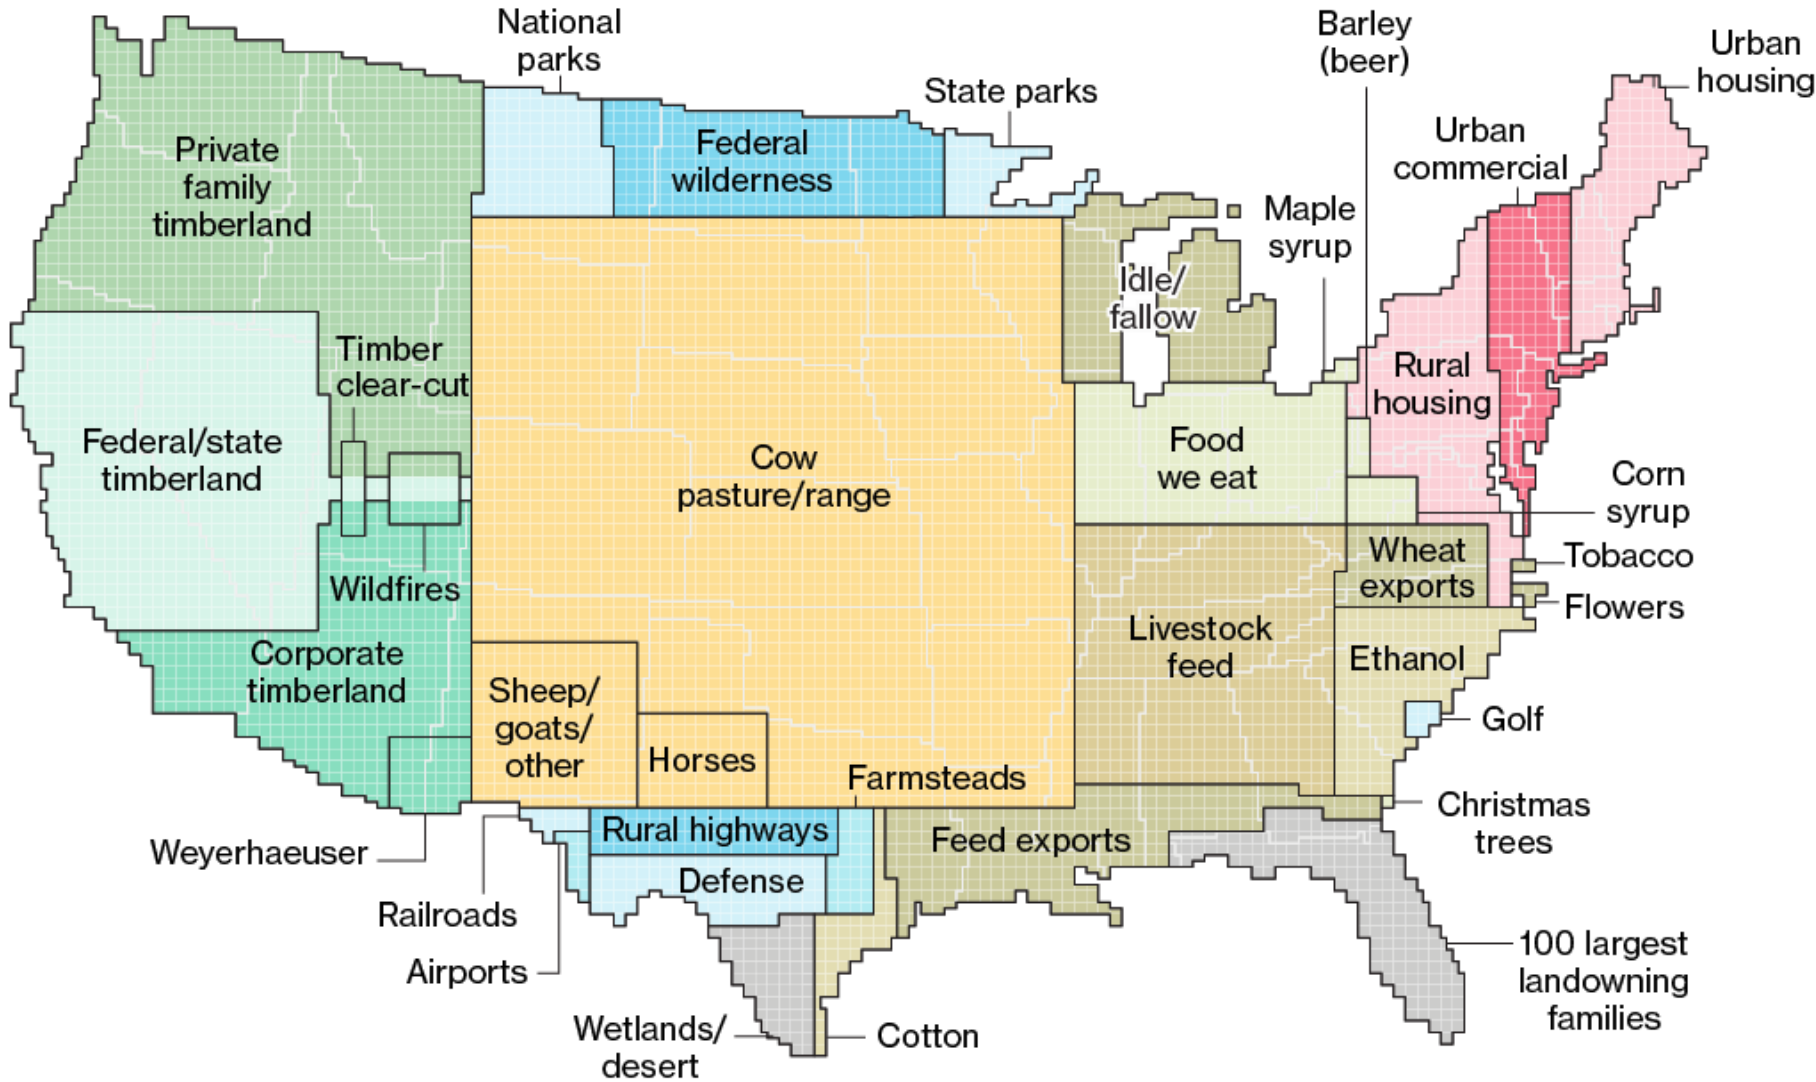 National
parks
Barley
(beer)
Urban
housing
State parks
Urban
commercial
Private
family
timberland
Federal
wilderness
Maple
syrup
Idle/
fallow
Timber
clear-cut
Rural
housing
Federal/state
timberland
Cow
pasture/range
Food
we eat
Corn
syrup
Wildfires
Wheat
exports
Tobacco
Flowers
Corporate
timberland
Livestock
feed
Ethanol
Sheep/
goats/
other
Horses
Golf
Farmsteads
Christmas
trees
Weyerhaeuser
Rural highways
Feed exports
Defense
Railroads
Airports
100 largest
landowning
families
Wetlands/
desert
Cotton